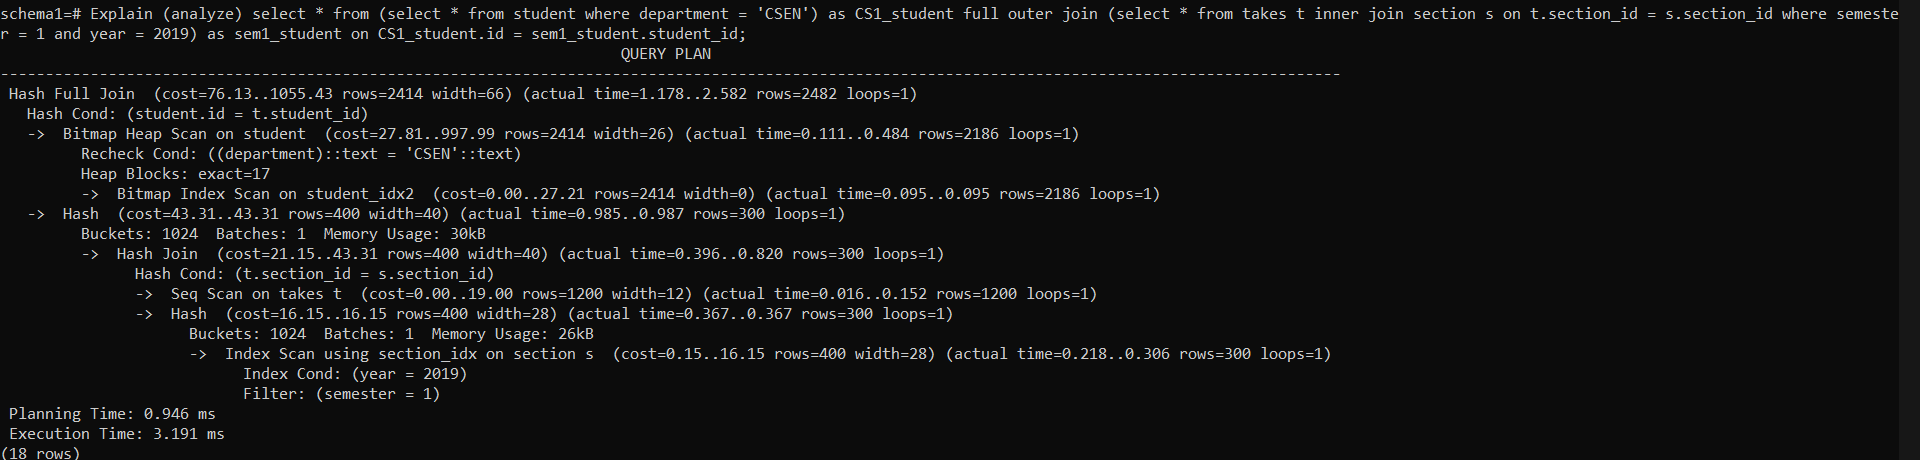 schema1=# Explain (analyze) select * from (select * from student where department = 'CSEN') as CS1_student full outer join (select * from takes t inner join section s on t.section_id = s.section_id where semeste
r = 1 and year = 2019) as sem1_student on CS1_student.id = sem1_student.student_id;
QUERY PLAN
-----------------------------------------------------------------------------------------------------------------------------------------------------
Hash Full Join  (cost=76.13..1055.43 rows=2414 width=66) (actual time=1.178..2.582 rows=2482 loops=1)
Hash Cond: (student.id = t.student_id)
->  Bitmap Heap Scan on student  (cost=27.81..997.99 rows=2414 width=26) (actual time=0.111..0.484 rows=2186 loops=1)
Recheck Cond: ((department)::text = 'CSEN'::text)
Heap Blocks: exact=17
->  Bitmap Index Scan on student_idx2  (cost=0.00..27.21 rows=2414 width=0) (actual time=0.095..0.095 rows=2186 loops=1)
->  Hash  (cost=43.31..43.31 rows=400 width=40) (actual time=0.985..0.987 rows=300 loops=1)
Buckets: 1024  Batches: 1  Memory Usage: 30kB
->  Hash Join  (cost=21.15..43.31 rows=400 width=40) (actual time=0.396..0.820 rows=300 loops=1)
Hash Cond: (t.section_id = s.section_id)
->  Seq Scan on takes t  (cost=0.00..19.00 rows=1200 width=12) (actual time=0.016..0.152 rows=1200 loops=1)
->  Hash  (cost=16.15..16.15 rows=400 width=28) (actual time=0.367..0.367 rows=300 loops=1)
Buckets: 1024  Batches: 1  Memory Usage: 26kB
->  Index Scan using section_idx on section s  (cost=0.15..16.15 rows=400 width=28) (actual time=0.218..0.306 rows=300 loops=1)
Index Cond: (year = 2019)
Filter: (semester = 1)
Planning Time: 0.946 ms
Execution Time: 3.191 ms
(18 rows)